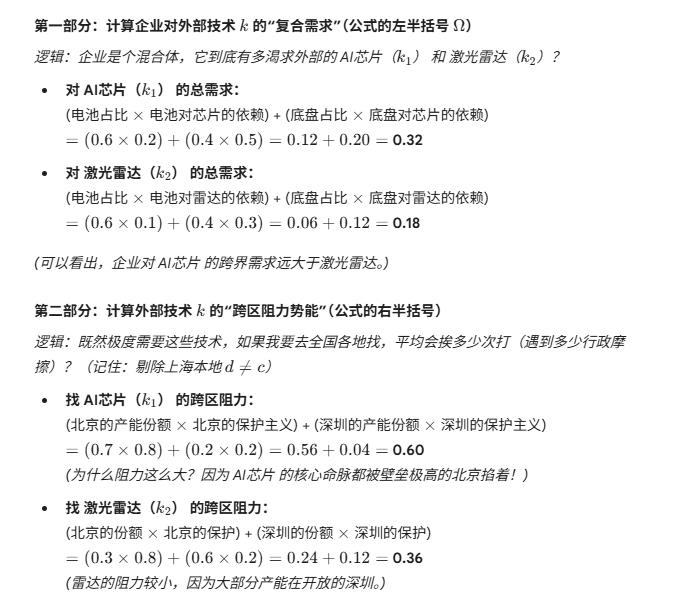 第一部分：计算企业对外部技术 k 的“复合需求”（公式的左半括号 Ω）
逻辑：企业是个混合体，它到底有多渴求外部的 AI芯片（k₁） 和 激光雷达（k₂）？
• 对 AI芯片（k₁） 的总需求：
(电池占比 × 电池对芯片的依赖) + (底盘占比 × 底盘对芯片的依赖)
= (0.6 × 0.2) + (0.4 × 0.5) = 0.12 + 0.20 = 0.32
• 对 激光雷达（k₂） 的总需求：
(电池占比 × 电池对雷达的依赖) + (底盘占比 × 底盘对雷达的依赖)
= (0.6 × 0.1) + (0.4 × 0.3) = 0.06 + 0.12 = 0.18
(可以看出，企业对 AI芯片 的跨界需求远大于激光雷达。)
第二部分：计算外部技术 k 的“跨区阻力势能”（公式的右半括号）
逻辑：既然极度需要这些技术，如果我要去全国各地找，平均会挨多少次打（遇到多少行政摩
擦）？（记住：剔除上海本地 d ≠ c）
• 找 AI芯片（k₁） 的跨区阻力：
(北京的产能份额 × 北京的保护主义) + (深圳的产能份额 × 深圳的保护主义)
= (0.7 × 0.8) + (0.2 × 0.2) = 0.56 + 0.04 = 0.60
(为什么阻力这么大？因为 AI芯片 的核心命脉都被壁垒极高的北京掐着！)
• 找 激光雷达（k₂） 的跨区阻力：
(北京的份额 × 北京的保护) + (深圳的份额 × 深圳的保护)
= (0.3 × 0.8) + (0.6 × 0.2) = 0.24 + 0.12 = 0.36
(雷达的阻力较小，因为大部分产能在开放的深圳。)